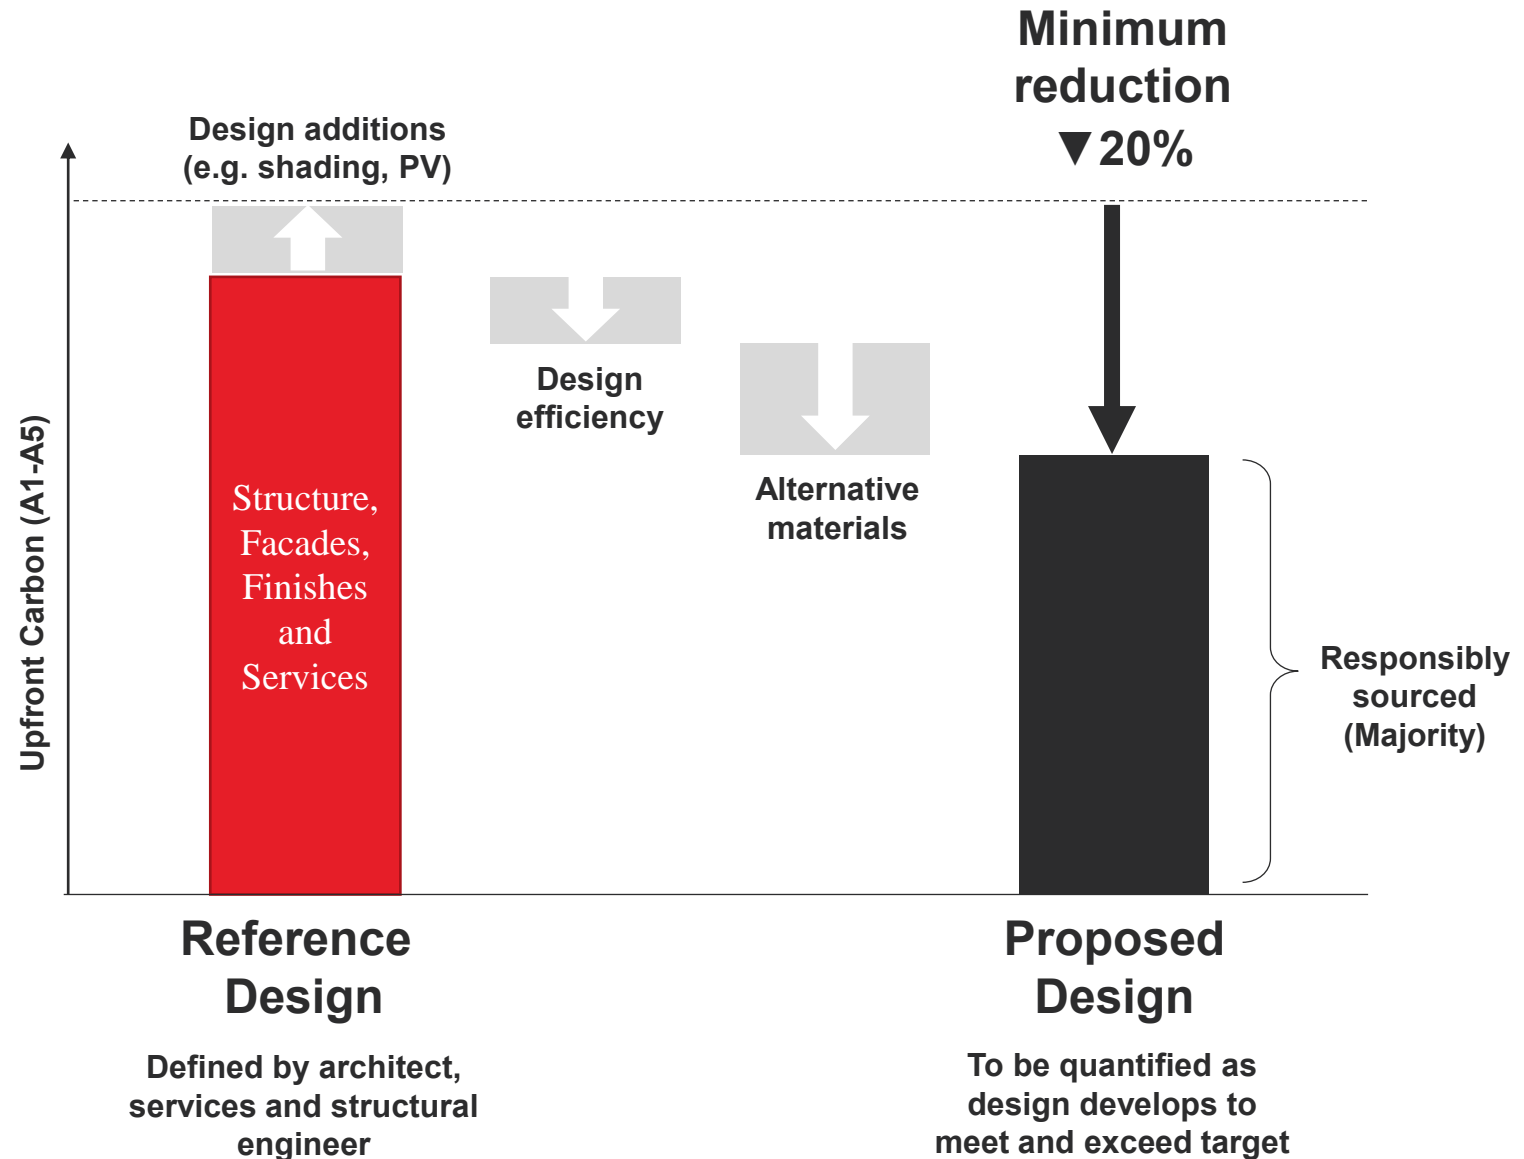 Minimum
reduction
▼20%
Design additions
(e.g. shading, PV)
Design
efficiency
Alternative
materials
Upfront Carbon (A1-A5)
Structure,
Facades,
Finishes
and
Services
Responsibly
sourced
(Majority)
Reference
Design
Defined by architect,
services and structural
engineer
Proposed
Design
To be quantified as
design develops to
meet and exceed target